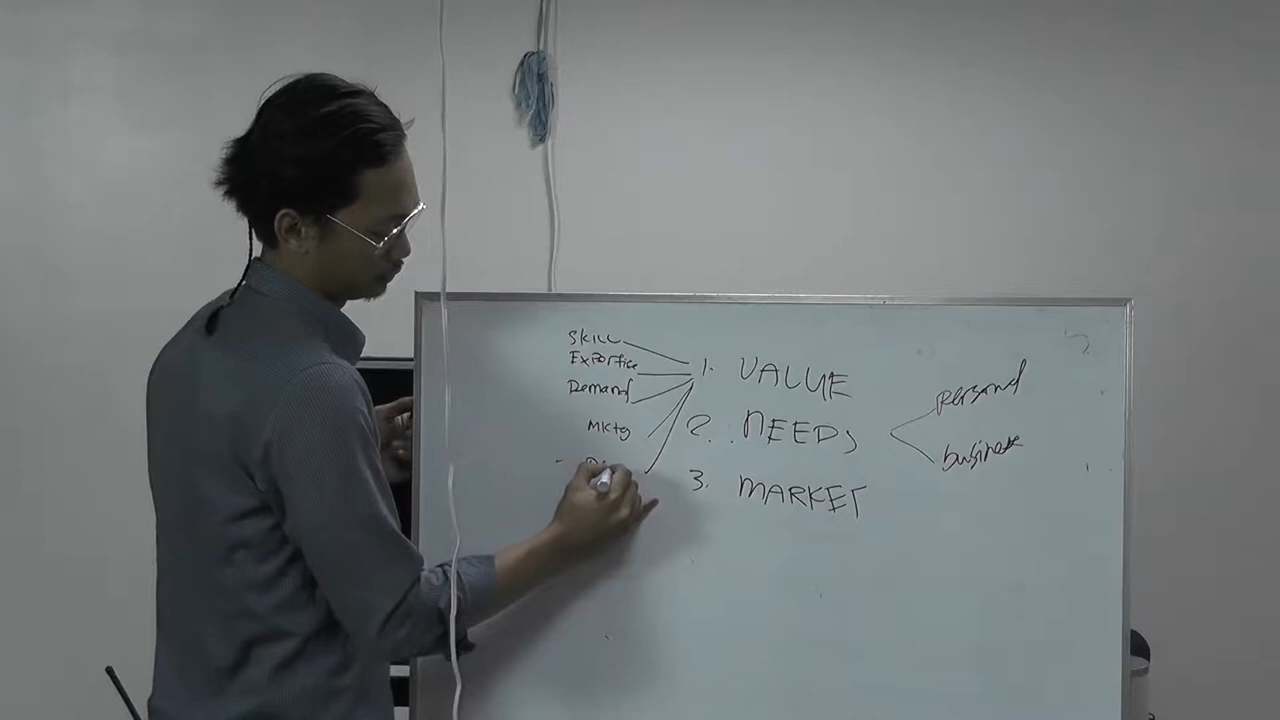 Skill
Expertise
Demand
Mktg
1. VALUE
2. NEEDS
3. MARKET
personal
business